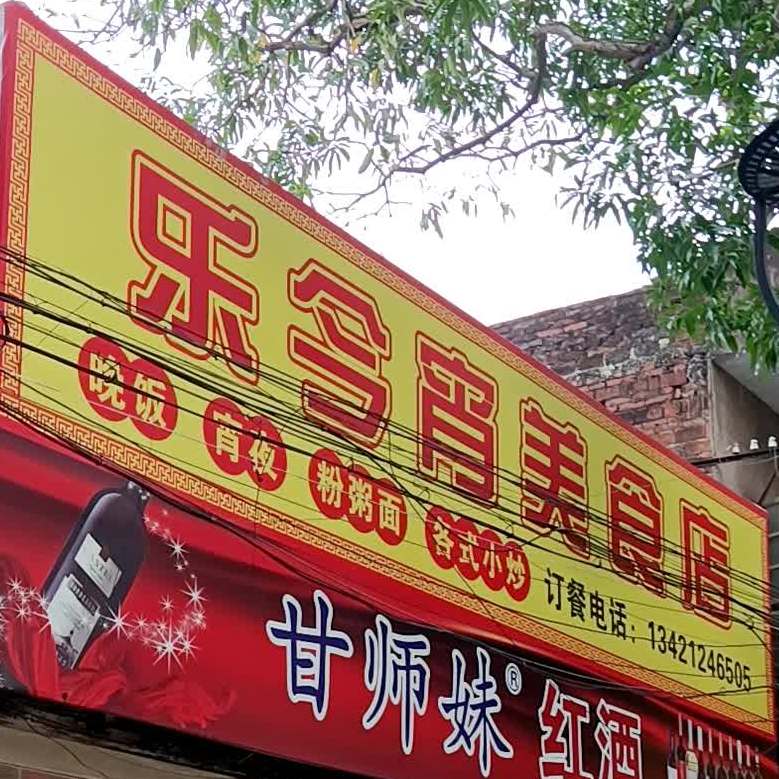 乐今宵美食店
晚饭 宵夜 粉粥面 各式小炒 订餐电话：13421246505
甘师妹® 红酒